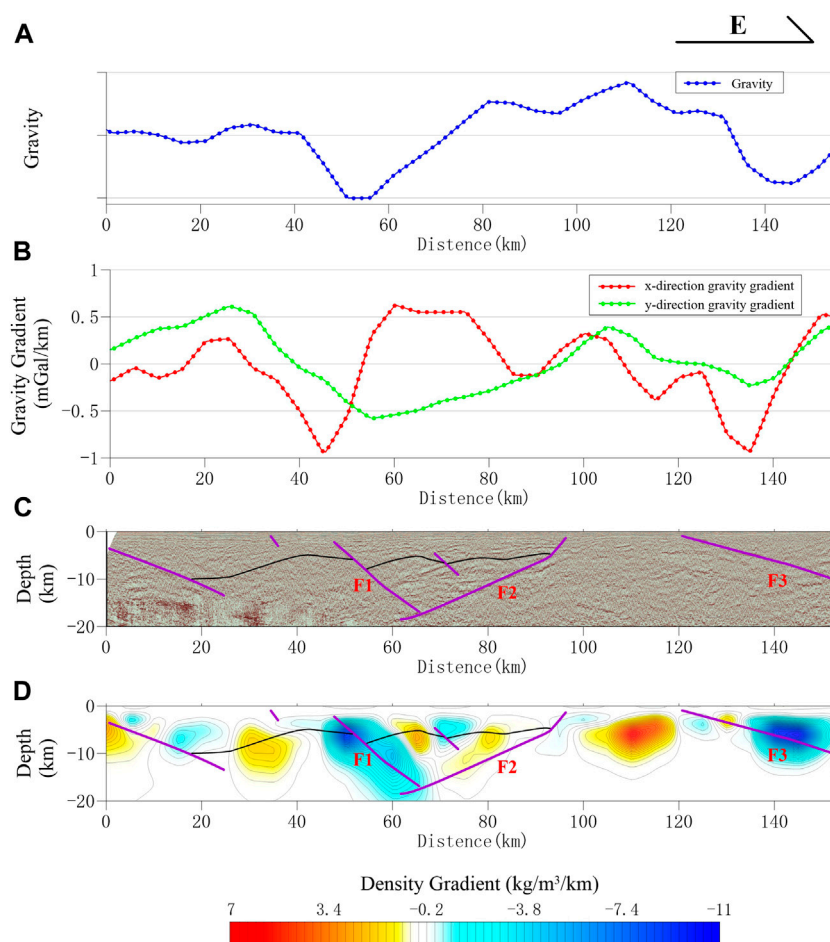 A
E
Gravity
Gravity
0 20 40 60 80 100 120 140
Distence(km)
B
1
0.5
0
-0.5
-1
Gravity Gradient
(mGal/km)
x-direction gravity gradient
y-direction gravity gradient
0 20 40 60 80 100 120 140
Distence(km)
C
0
-10
-20
Depth
(km)
F1
F2
F3
0 20 40 60 80 100 120 140
Distence(km)
D
0
-10
-20
Depth
(km)
F1
F2
F3
0 20 40 60 80 100 120 140
Distence(km)
Density Gradient (kg/m³/km)
7 3.4 -0.2 -3.8 -7.4 -11